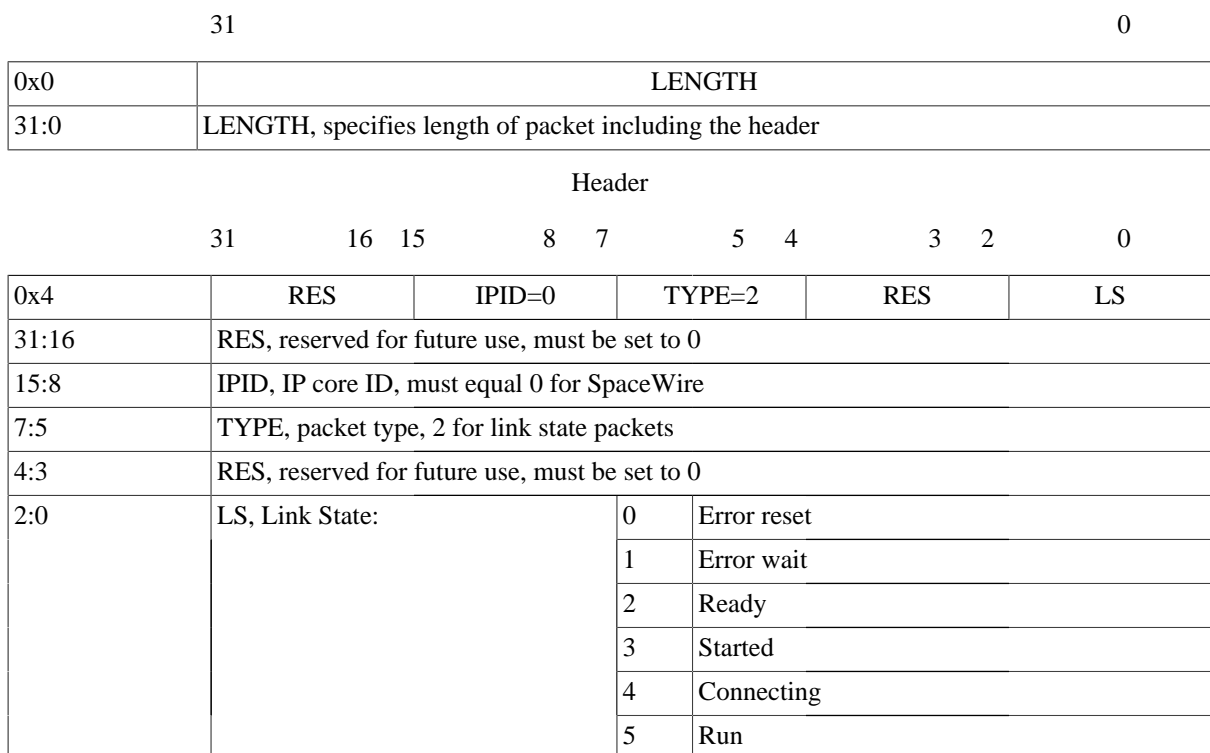 31 0
0x0 LENGTH
31:0 LENGTH, specifies length of packet including the header
Header
31 16 15 8 7 5 4 3 2 0
0x4 RES IPID=0 TYPE=2 RES LS
31:16 RES, reserved for future use, must be set to 0
15:8 IPID, IP core ID, must equal 0 for SpaceWire
7:5 TYPE, packet type, 2 for link state packets
4:3 RES, reserved for future use, must be set to 0
2:0 LS, Link State: 0 Error reset
1 Error wait
2 Ready
3 Started
4 Connecting
5 Run